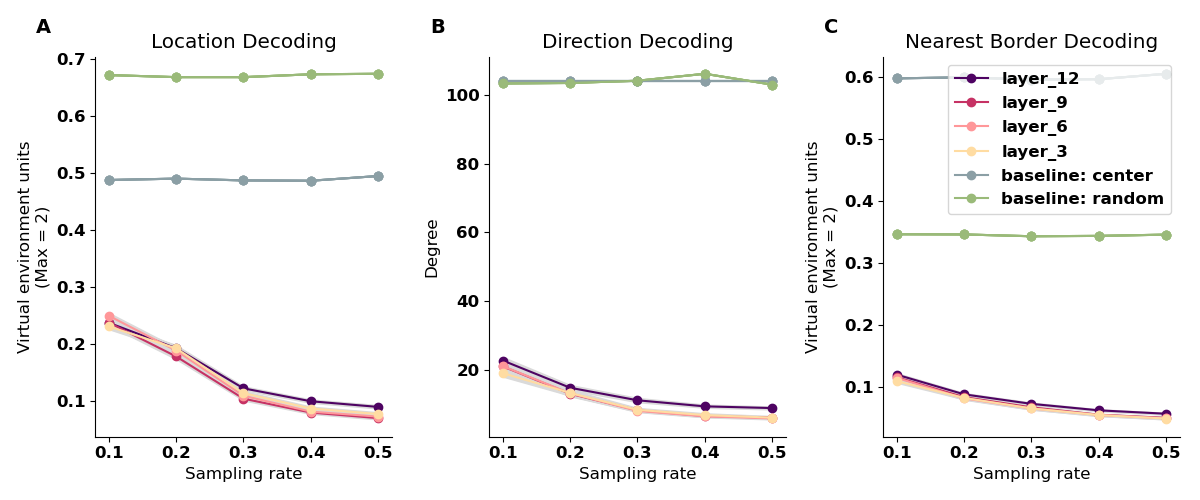 A
Location Decoding
Virtual environment units
(Max = 2)
0.7
0.6
0.5
0.4
0.3
0.2
0.1
0.1 0.2 0.3 0.4 0.5
Sampling rate
B
Direction Decoding
Degree
100
80
60
40
20
0.1 0.2 0.3 0.4 0.5
Sampling rate
C
Nearest Border Decoding
Virtual environment units
(Max = 2)
0.6
0.5
0.4
0.3
0.2
0.1
0.1 0.2 0.3 0.4 0.5
Sampling rate
layer_12
layer_9
layer_6
layer_3
baseline: center
baseline: random